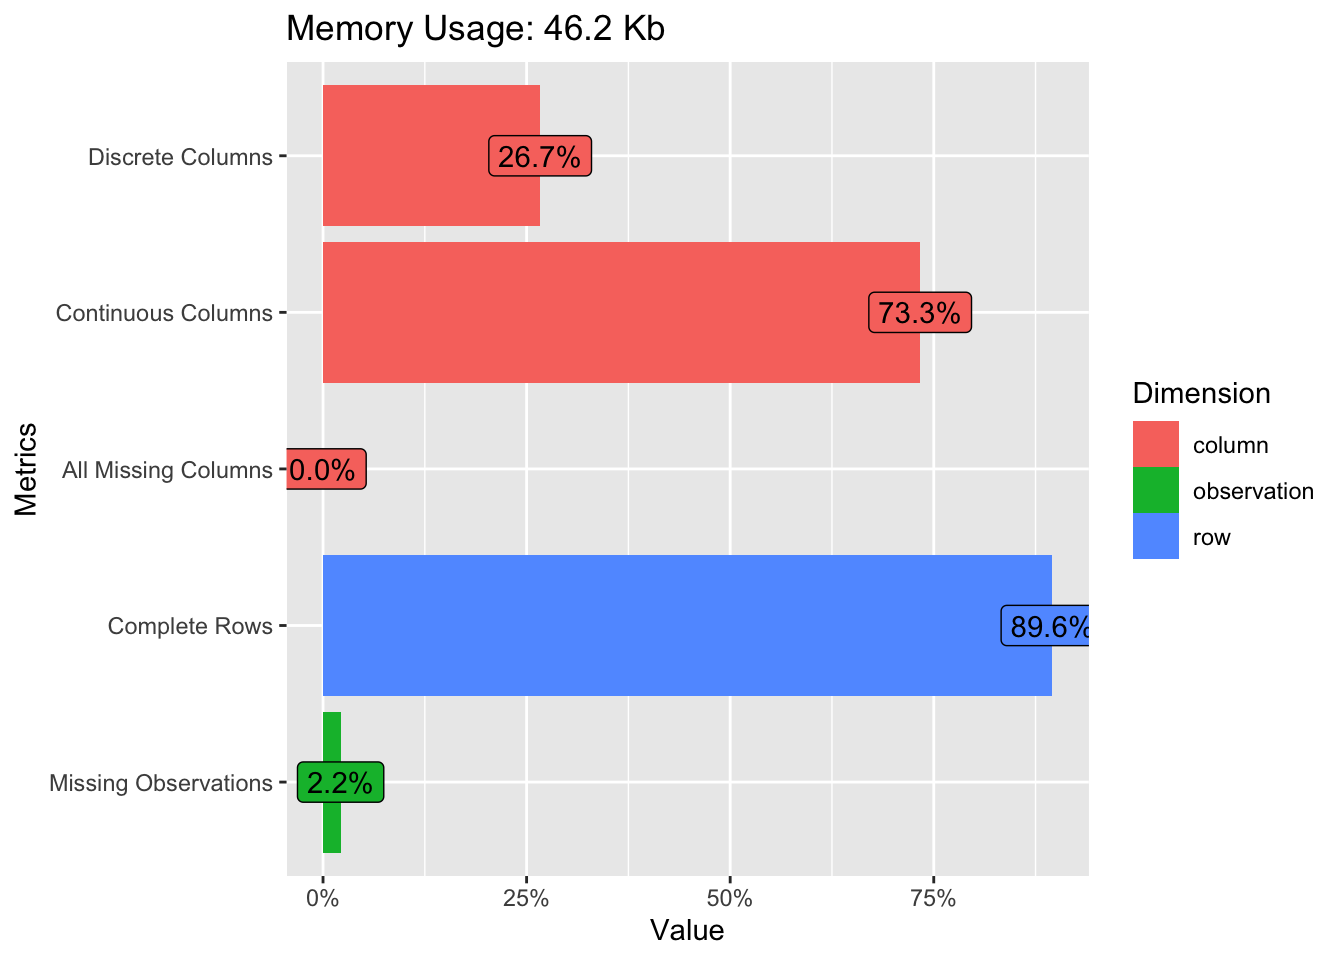 Memory Usage: 46.2 Kb
Discrete Columns
26.7%
Continuous Columns
73.3%
All Missing Columns
0.0%
Complete Rows
89.6%
Missing Observations
2.2%
Metrics
0%
25%
50%
75%
Value
Dimension
column
observation
row